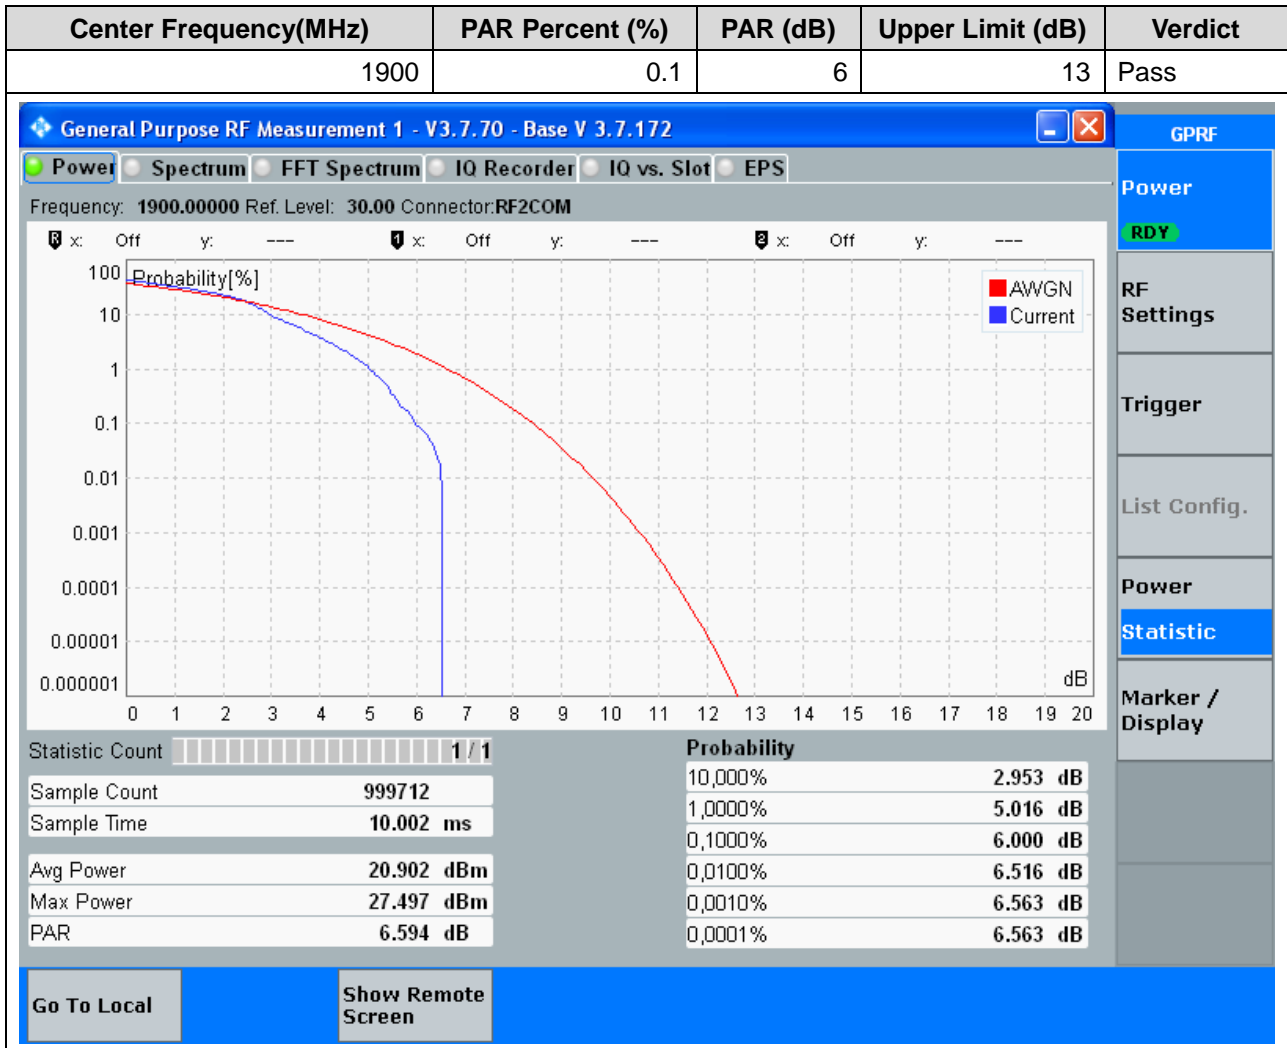 Center Frequency(MHz) PAR Percent (%) PAR (dB) Upper Limit (dB) Verdict
1900 0.1 6 13 Pass
General Purpose RF Measurement 1 - V3.7.70 - Base V 3.7.172
GPRF
Power Spectrum FFT Spectrum IQ Recorder IQ vs. Slot EPS
Power
RDY
Frequency: 1900.00000 Ref. Level: 30.00 Connector:RF2COM
R x: Off y: --- 1 x: Off y: --- 2 x: Off y: ---
Probability[%]
AWGN
Current
100
10
1
0.1
0.01
0.001
0.0001
0.00001
0.000001
dB
0 1 2 3 4 5 6 7 8 9 10 11 12 13 14 15 16 17 18 19 20
RF
Settings
Trigger
List Config.
Power
Statistic
Marker /
Display
Statistic Count 1 / 1
Sample Count 999712
Sample Time 10.002 ms
Avg Power 20.902 dBm
Max Power 27.497 dBm
PAR 6.594 dB
Probability
10,000% 2.953 dB
1,0000% 5.016 dB
0,1000% 6.000 dB
0,0100% 6.516 dB
0,0010% 6.563 dB
0,0001% 6.563 dB
Go To Local
Show Remote
Screen